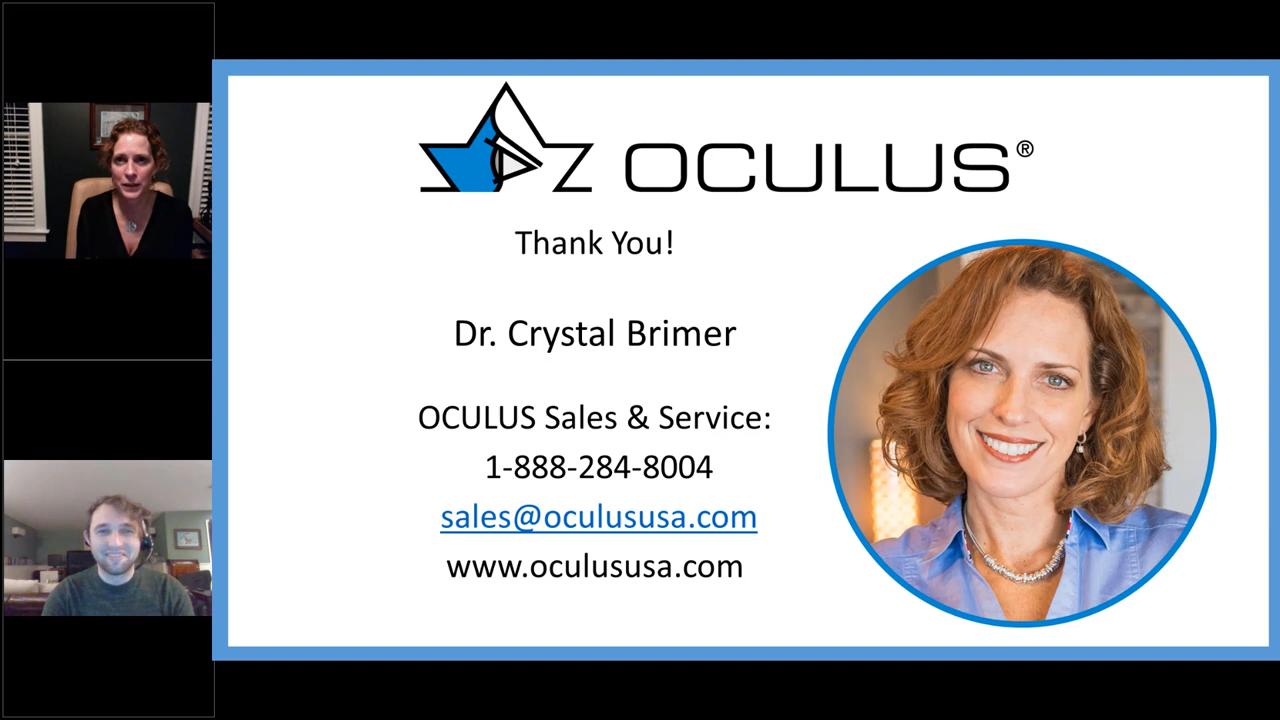 OCULUS®
Thank You!
Dr. Crystal Brimer
OCULUS Sales & Service:
1-888-284-8004
sales@oculususa.com
www.oculususa.com